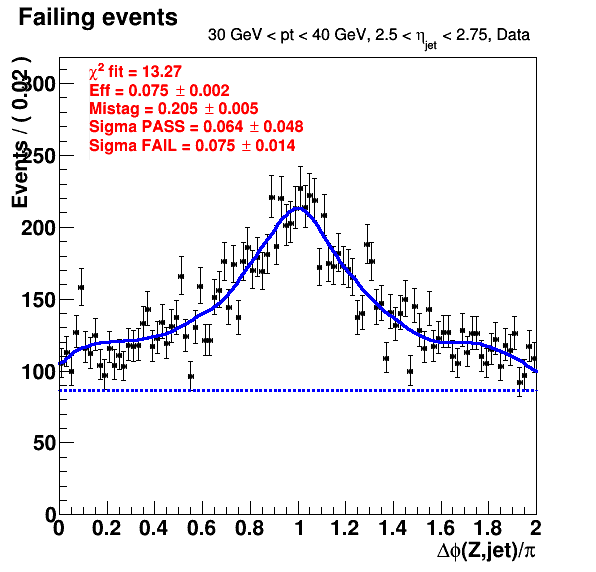 Failing events
30 GeV < pt < 40 GeV, 2.5 < ηjet < 2.75, Data
χ² fit = 13.27
Eff = 0.075 ± 0.002
Mistag = 0.205 ± 0.005
Sigma PASS = 0.064 ± 0.048
Sigma FAIL = 0.075 ± 0.014
Events / ( 0.02 )
300
250
200
150
100
50
0
0 0.2 0.4 0.6 0.8 1 1.2 1.4 1.6 1.8 2
Δϕ(Z,jet)/π